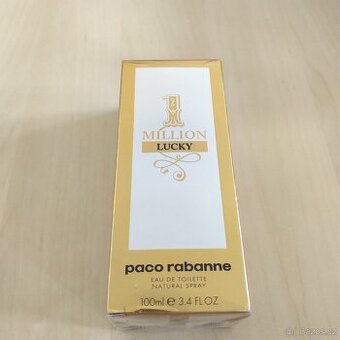 1
MILLION
LUCKY
paco rabanne
EAU DE TOILETTE
NATURAL SPRAY
100ml ℮ 3.4 FL.OZ